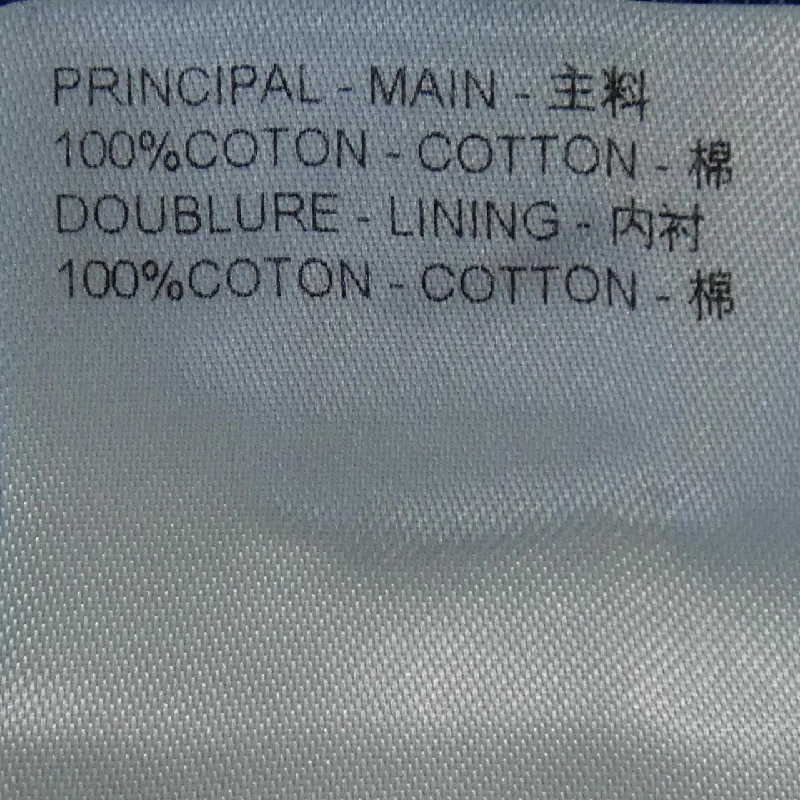 PRINCIPAL - MAIN - 主料
100%COTON - COTTON - 棉
DOUBLURE - LINING - 内衬
100%COTON - COTTON - 棉